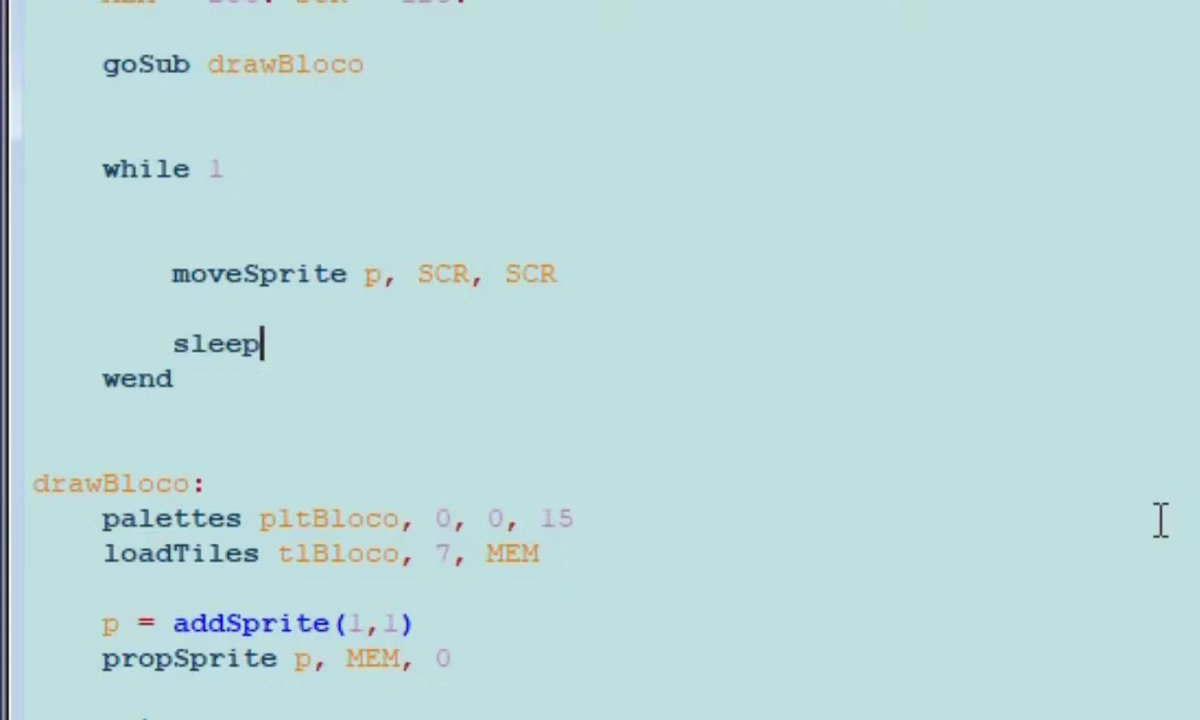 goSub drawBloco
while 1
moveSprite p, SCR, SCR
sleep
wend
drawBloco:
palettes pltBloco, 0, 0, 15
loadTiles tlBloco, 7, MEM
p = addSprite(1,1)
propSprite p, MEM, 0